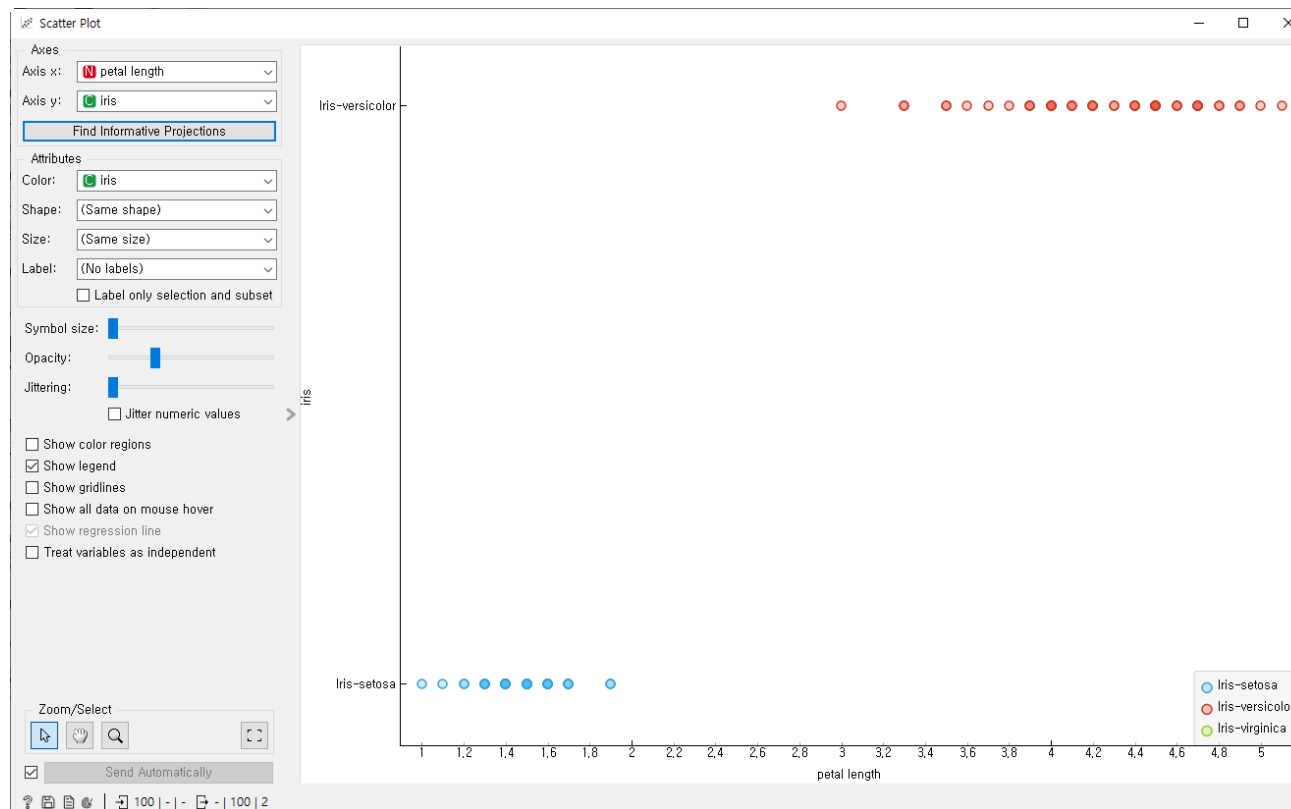 Scatter Plot
Axes
Axis x: N petal length
Axis y: C iris
Find Informative Projections
Attributes
Color: C iris
Shape: (Same shape)
Size: (Same size)
Label: (No labels)
Label only selection and subset
Symbol size:
Opacity:
Jittering:
Jitter numeric values
Show color regions
Show legend
Show gridlines
Show all data on mouse hover
Show regression line
Treat variables as independent
Zoom/Select
Send Automatically
? 100 | - | - - | 100 | 2
iris
Iris-versicolor
Iris-setosa
1 1,2 1,4 1,6 1,8 2 2,2 2,4 2,6 2,8 3 3,2 3,4 3,6 3,8 4 4,2 4,4 4,6 4,8 5
petal length
Iris-setosa
Iris-versicolo
Iris-virginica